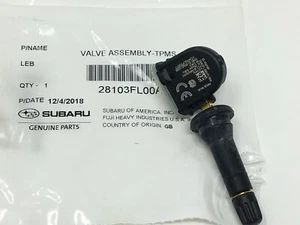 P/NAME VALVE ASSEMBLY-TPMS
LEB
QTY - 1 28103FL00A
P/DATE 12/4/2018
SUBARU SUBARU OF AMERICA, INC
GENUINE PARTS FUJI HEAVY INDUSTRIES U.S.A
COUNTRY OF ORIGIN GB